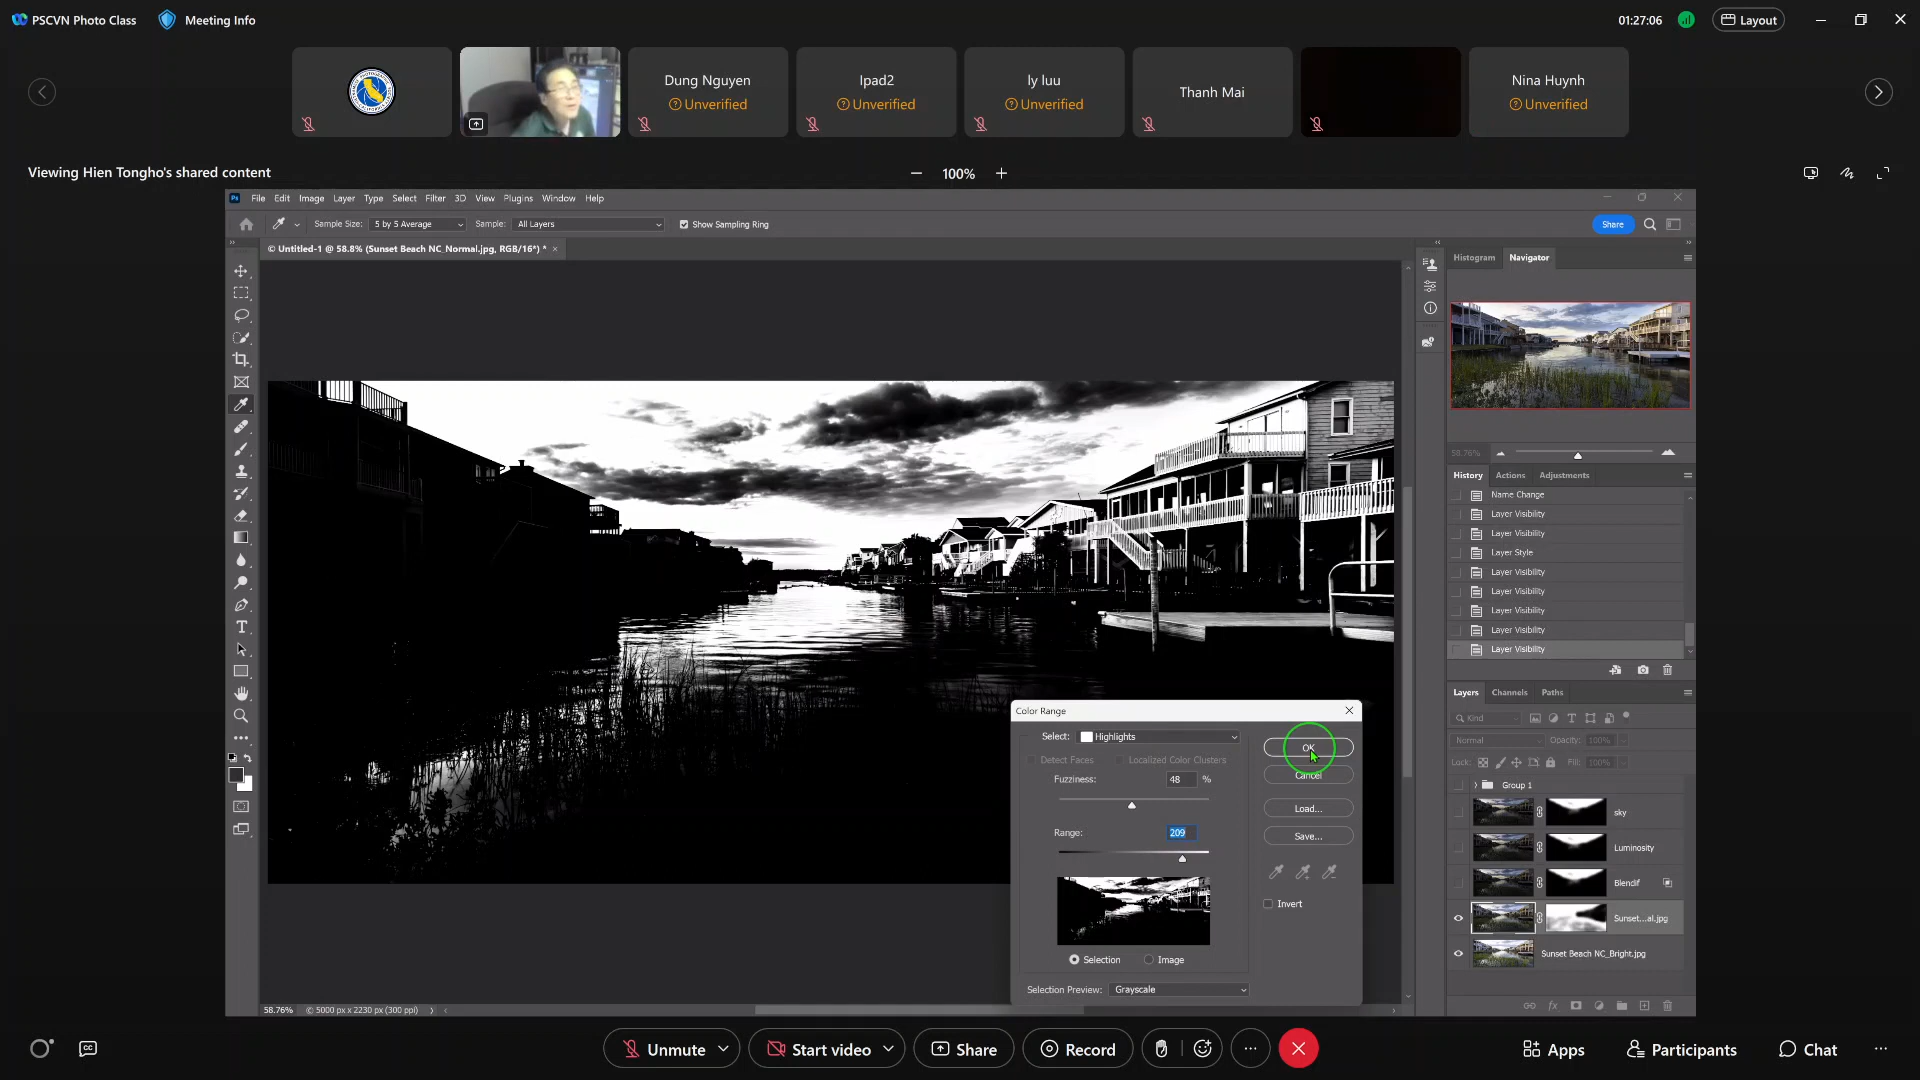 PSCVN Photo Class
Meeting Info
01:27:06
Layout
Dung Nguyen
Unverified
Ipad2
Unverified
ly luu
Unverified
Thanh Mai
Nina Huynh
Unverified
Viewing Hien Tongho's shared content
100%
Ps File Edit Image Layer Type Select Filter 3D View Plugins Window Help
Sample Size: 5 by 5 Average Sample: All Layers Show Sampling Ring
Share
© Untitled-1 @ 58.8% (Sunset Beach NC_Normal.jpg, RGB/16*) *
Histogram Navigator
58.76%
History Actions Adjustments
Name Change
Layer Visibility
Layer Visibility
Layer Style
Layer Visibility
Layer Visibility
Layer Visibility
Layer Visibility
Layer Visibility
Layers Channels Paths
Kind
Normal Opacity: 100%
Lock: Fill: 100%
Group 1
sky
Luminosity
Blendif
Sunset...al.jpg
Sunset Beach NC_Bright.jpg
Color Range
Select: Highlights
OK
Detect Faces Localized Color Clusters
Cancel
Fuzziness: 48 %
Load...
Range: 209
Save...
Invert
Selection Image
Selection Preview: Grayscale
58.76% © 5000 px x 2230 px (300 ppi)
CC
Unmute
Start video
Share
Record
Apps
Participants
Chat